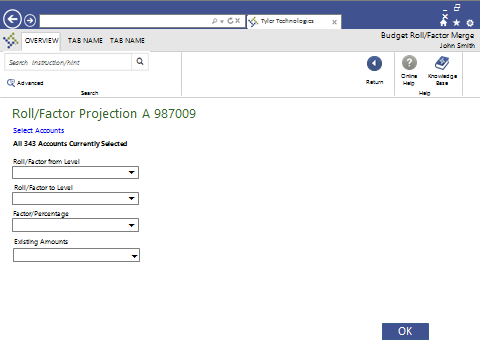 Tyler Technologies
OVERVIEW TAB NAME TAB NAME
Budget Roll/Factor Merge
John Smith
Search instruction/hint
Advanced
Search
Return
Online Help
Knowledge Base
Help
Roll/Factor Projection A 987009
Select Accounts
All 343 Accounts Currently Selected
Roll/Factor from Level
Roll/Factor to Level
Factor/Percentage
Existing Amounts
OK